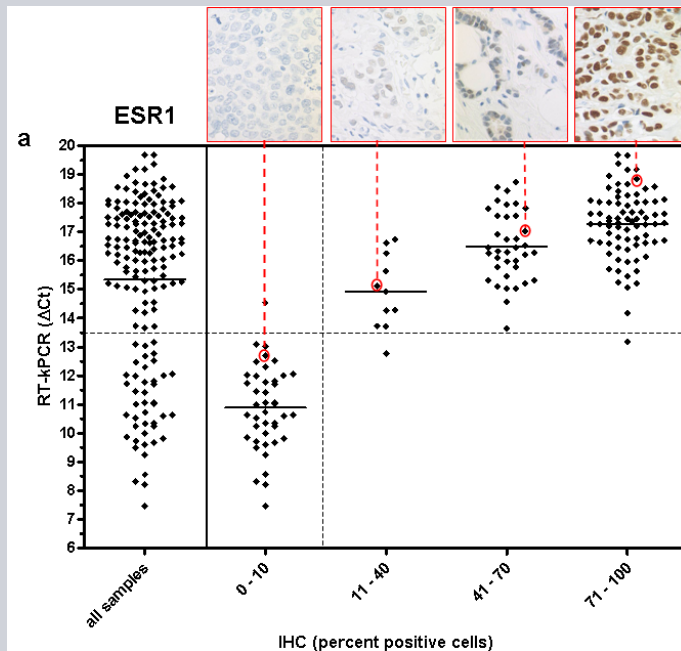 ESR1
a
20
19
18
17
16
15
14
13
12
11
10
9
8
7
6
RT-kPCR (ΔCt)
all samples
0 - 10
11 - 40
41 - 70
71 - 100
IHC (percent positive cells)